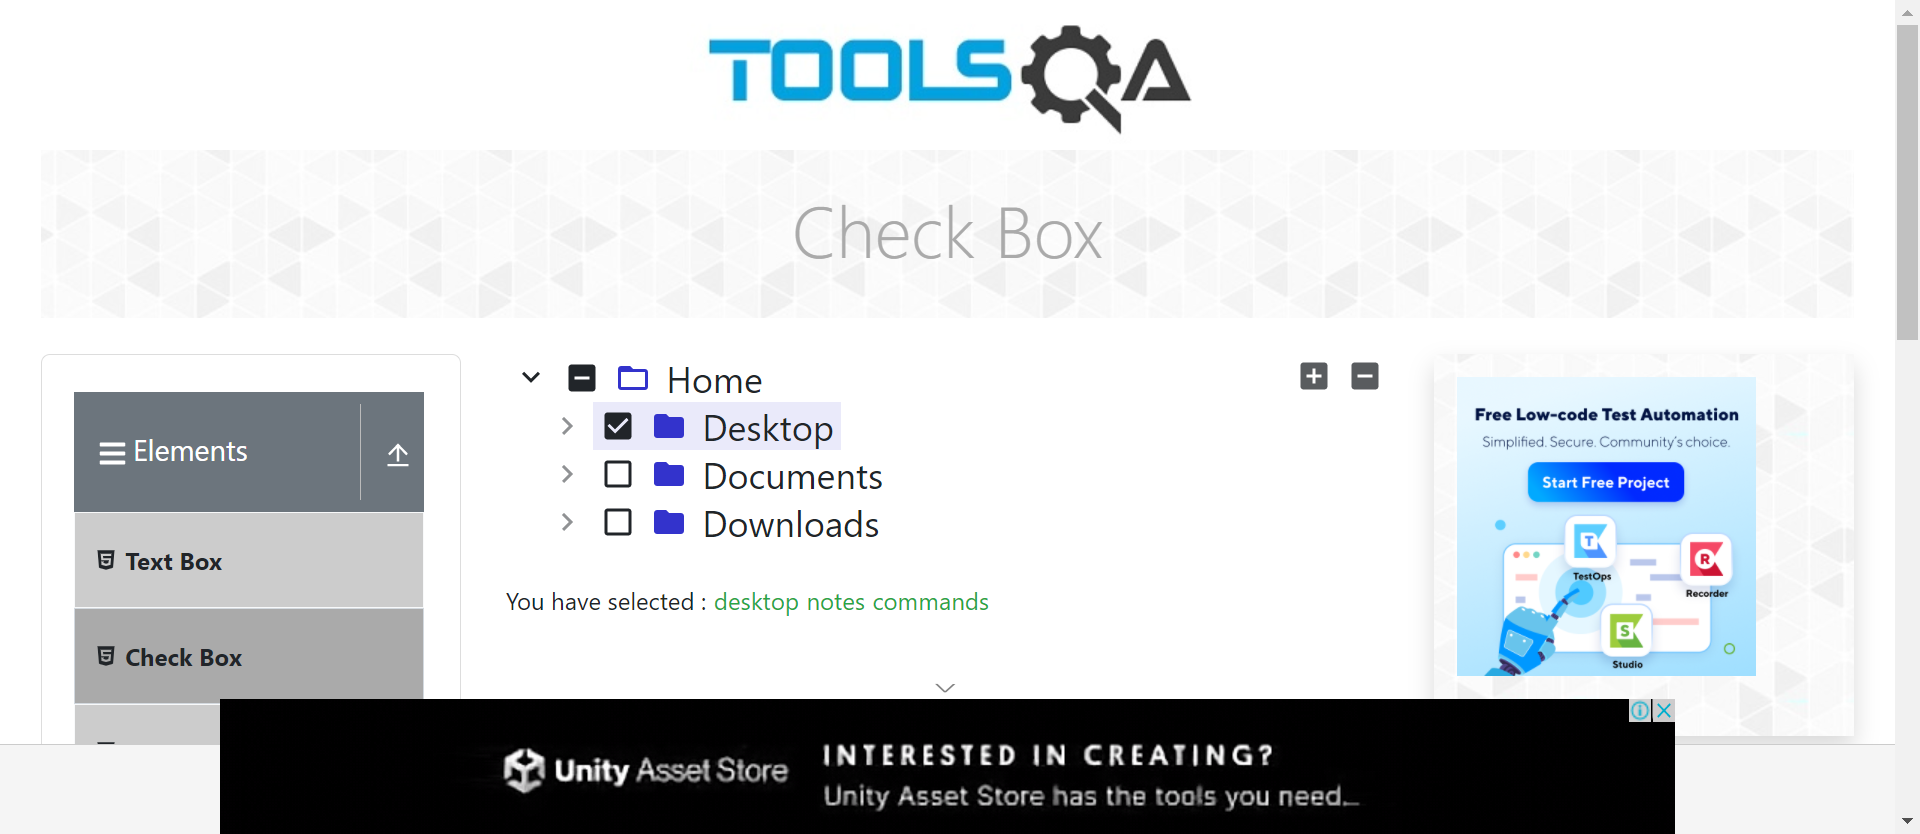 TOOLSQA
Check Box
Elements
Text Box
Check Box
Home
Desktop
Documents
Downloads
You have selected : desktop notes commands
Free Low-code Test Automation
Simplified. Secure. Community's choice.
Start Free Project
TestOps
Recorder
Studio
Unity Asset Store
INTERESTED IN CREATING?
Unity Asset Store has the tools you need...